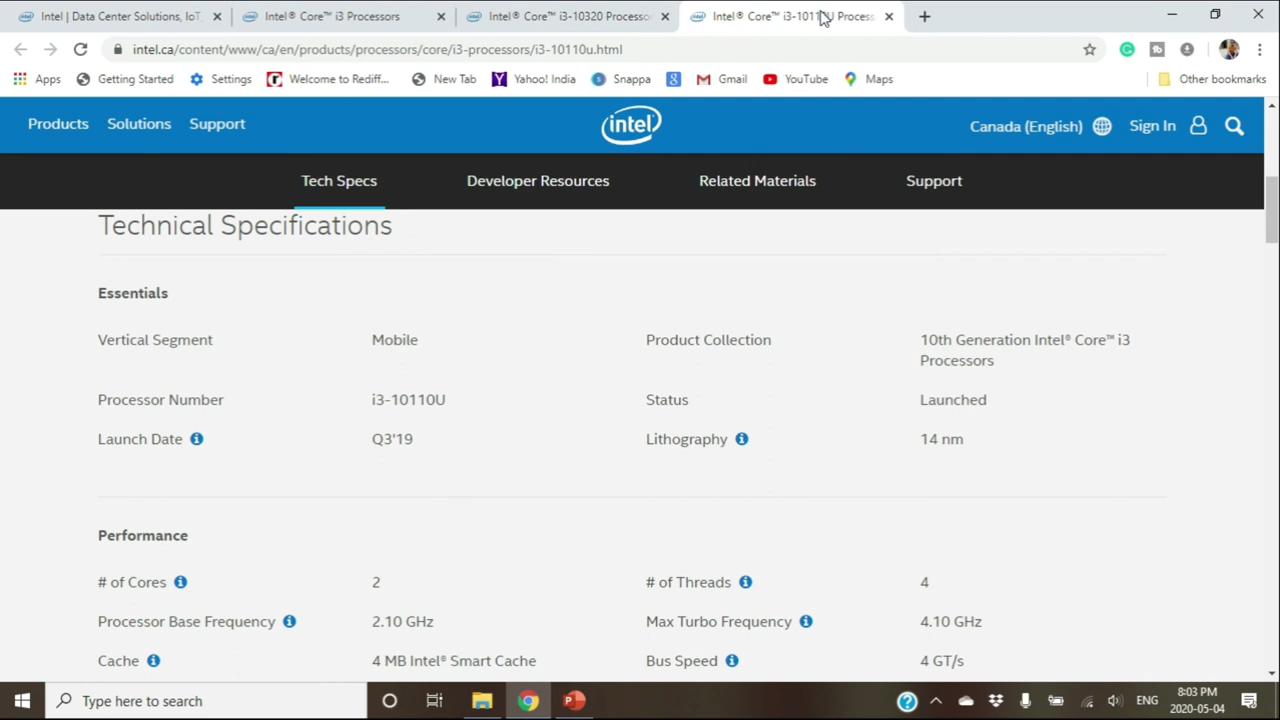 Intel | Data Center Solutions, IoT,
Intel® Core™ i3 Processors
Intel® Core™ i3-10320 Processor
Intel® Core™ i3-10110U Process
intel.ca/content/www/ca/en/products/processors/core/i3-processors/i3-10110u.html
Apps Getting Started Settings Welcome to Rediff... New Tab Yahoo! India Snappa Gmail YouTube Maps Other bookmarks
Products Solutions Support intel Canada (English) Sign In
Tech Specs Developer Resources Related Materials Support
Technical Specifications
Essentials
Vertical Segment Mobile Product Collection 10th Generation Intel® Core™ i3
Processors
Processor Number i3-10110U Status Launched
Launch Date Q3'19 Lithography 14 nm
Performance
# of Cores 2 # of Threads 4
Processor Base Frequency 2.10 GHz Max Turbo Frequency 4.10 GHz
Cache 4 MB Intel® Smart Cache Bus Speed 4 GT/s
Type here to search ENG 8:03 PM
2020-05-04